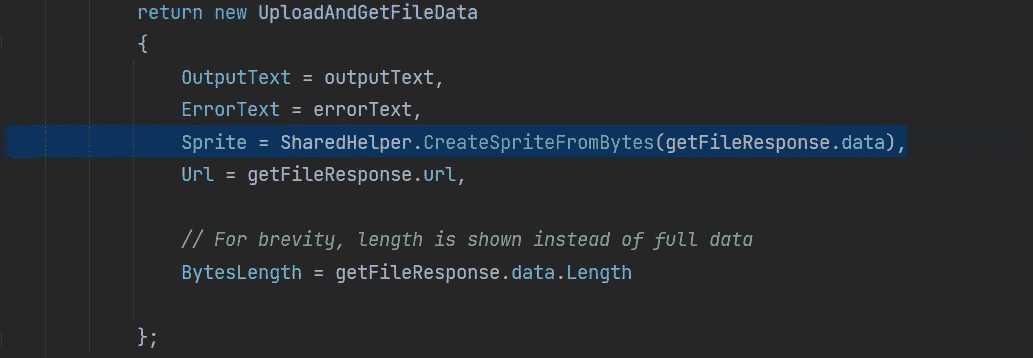 return new UploadAndGetFileData
{
OutputText = outputText,
ErrorText = errorText,
Sprite = SharedHelper.CreateSpriteFromBytes(getFileResponse.data),
Url = getFileResponse.url,
// For brevity, length is shown instead of full data
BytesLength = getFileResponse.data.Length
};